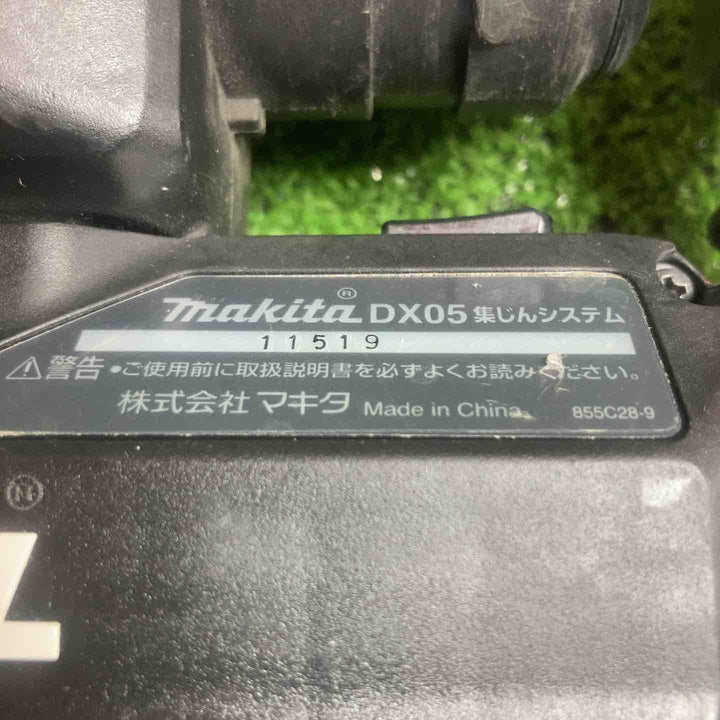 makita® DX05 集じんシステム
11519
⚠警告 •ご使用前に取扱説明書を必ずよくお読みください。
株式会社 マキタ Made in China 855C28-9